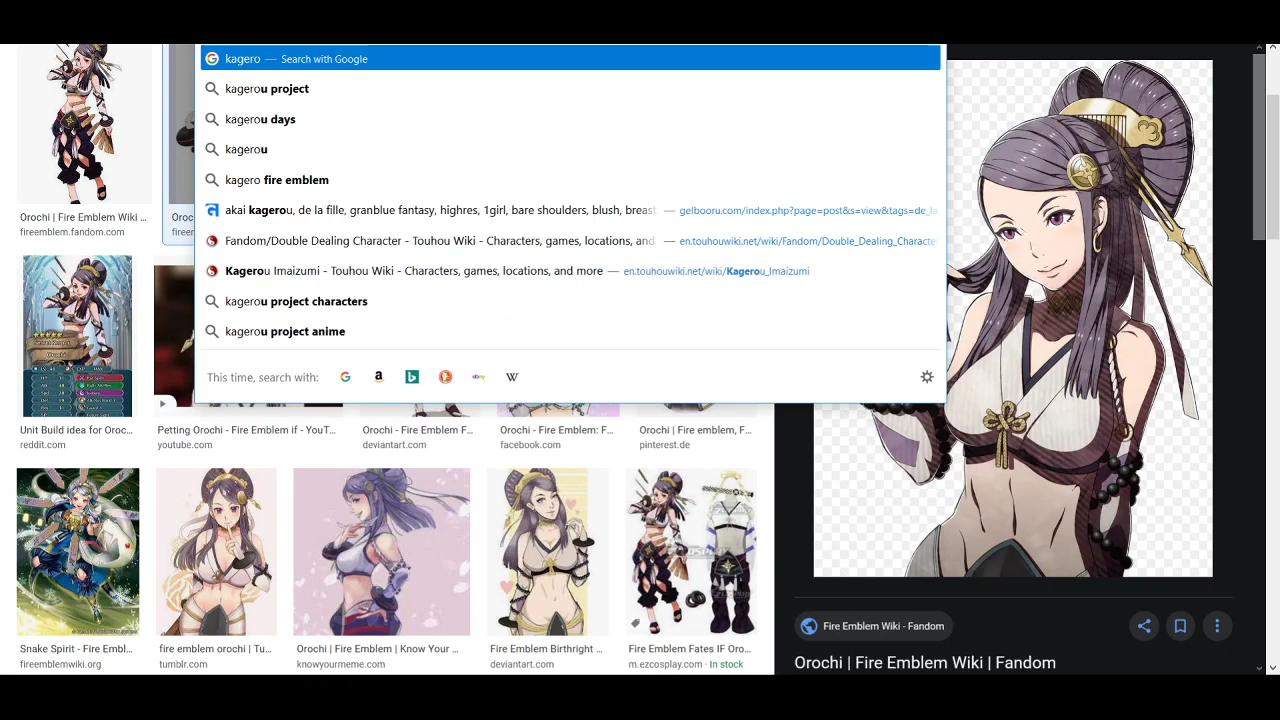 kagero — Search with Google
kagerou project
kagerou days
kagerou
kagero fire emblem
akai kagerou, de la fille, granblue fantasy, highres, 1girl, bare shoulders, blush, breast — gelbooru.com/index.php?page=post&s=view&tags=de_la
Fandom/Double Dealing Character - Touhou Wiki - Characters, games, locations, and — en.touhouwiki.net/wiki/Fandom/Double_Dealing_Character
Kagerou Imaizumi - Touhou Wiki - Characters, games, locations, and more — en.touhouwiki.net/wiki/Kagerou_Imaizumi
kagerou project characters
kagerou project anime
This time, search with:
Orochi | Fire Emblem Wiki ...
fireemblem.fandom.com
Oroc
firee
Orochi
Unit Build idea for Oroc...
reddit.com
Petting Orochi - Fire Emblem if - YouT...
youtube.com
Orochi - Fire Emblem F...
deviantart.com
Orochi - Fire Emblem: F...
facebook.com
Orochi | Fire emblem, F...
pinterest.de
Snake Spirit - Fire Embl...
fireemblemwiki.org
fire emblem orochi | Tu...
tumblr.com
Orochi | Fire Emblem | Know Your ...
knowyourmeme.com
Fire Emblem Birthright ...
deviantart.com
Fire Emblem Fates IF Oro...
m.ezcosplay.com · In stock
Fire Emblem Wiki - Fandom
Orochi | Fire Emblem Wiki | Fandom